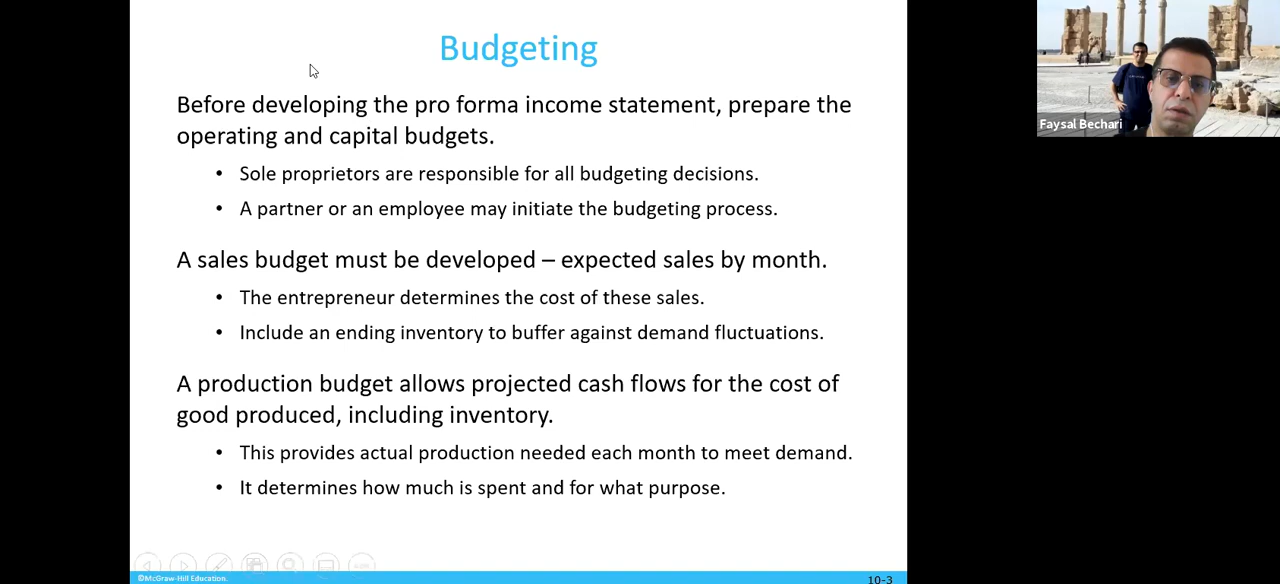 Budgeting
Before developing the pro forma income statement, prepare the
operating and capital budgets.
• Sole proprietors are responsible for all budgeting decisions.
• A partner or an employee may initiate the budgeting process.
A sales budget must be developed – expected sales by month.
• The entrepreneur determines the cost of these sales.
• Include an ending inventory to buffer against demand fluctuations.
A production budget allows projected cash flows for the cost of
good produced, including inventory.
• This provides actual production needed each month to meet demand.
• It determines how much is spent and for what purpose.
©McGraw-Hill Education.
10-3
Faysal Bechari